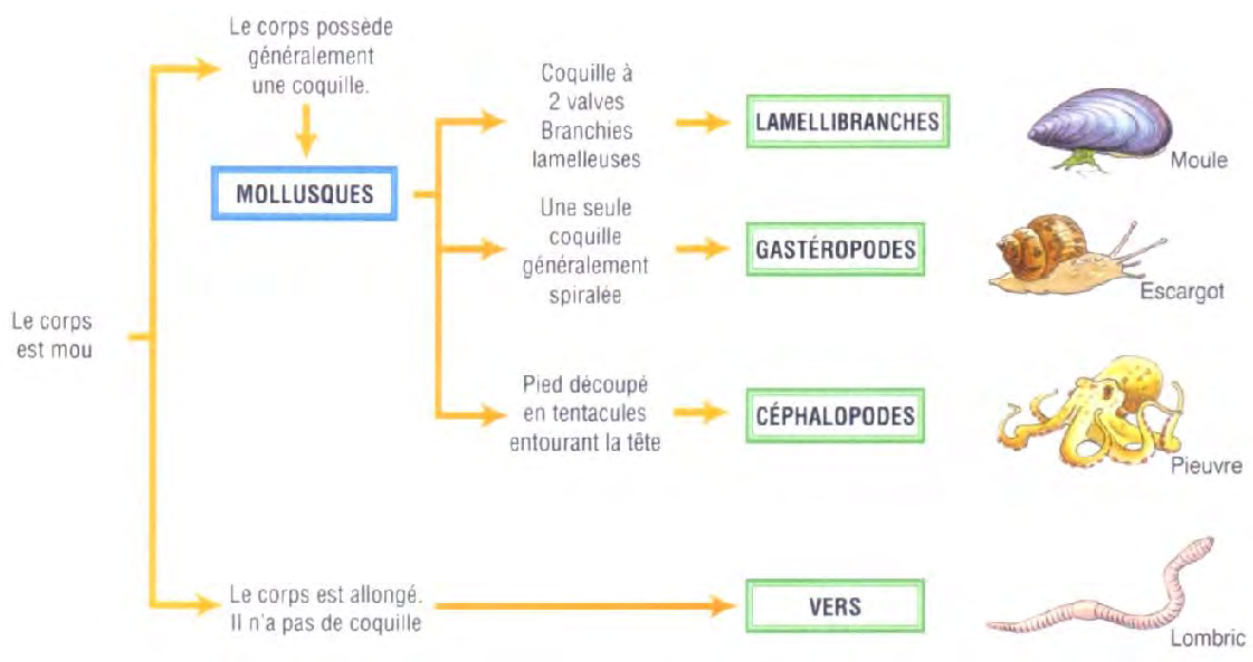 Le corps possède
généralement
une coquille.
MOLLUSQUES
Coquille à
2 valves
Branchies
lamelleuses
LAMELLIBRANCHES
Moule
Une seule
coquille
généralement
spiralée
GASTÉROPODES
Escargot
Le corps
est mou
Pied découpé
en tentacules
entourant la tête
CÉPHALOPODES
Pieuvre
Le corps est allongé.
Il n'a pas de coquille
VERS
Lombric